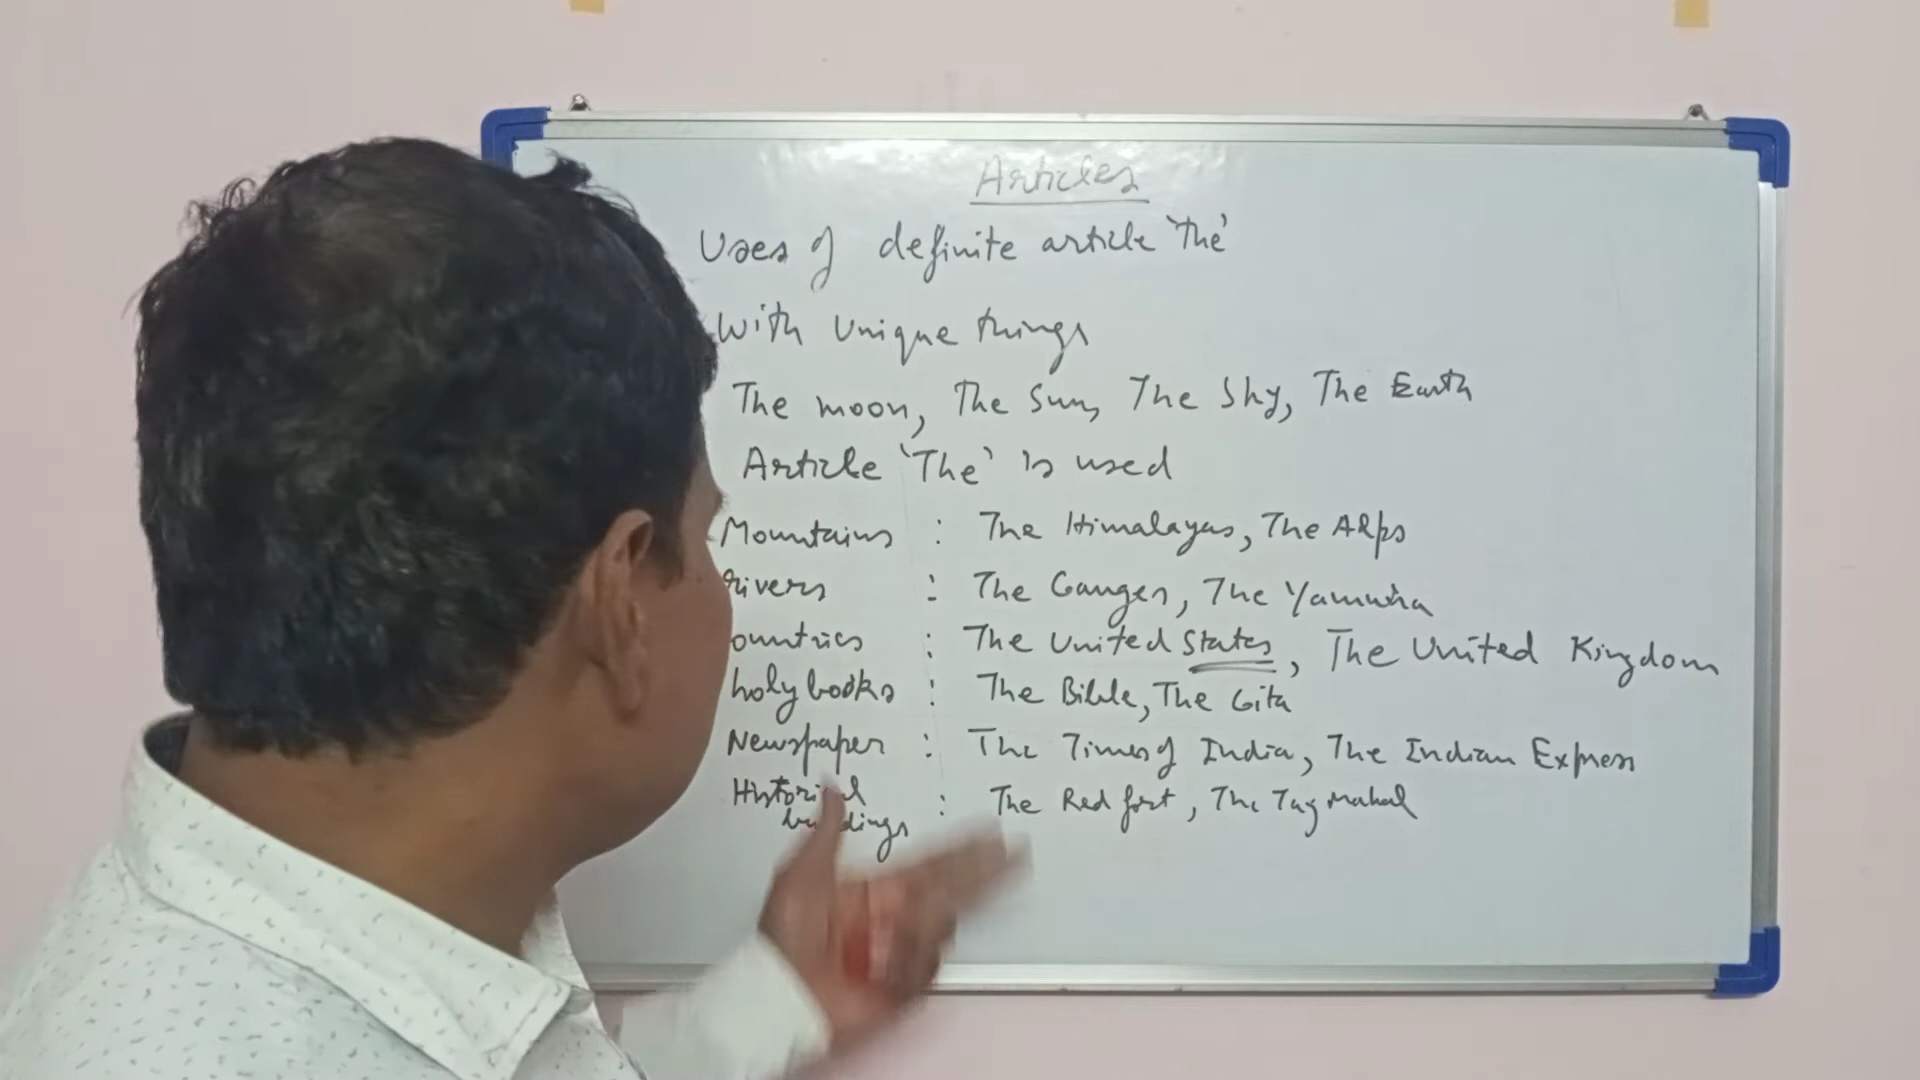 Articles
Uses of definite article 'The'
With Unique things
The moon, The Sun, The Sky, The Earth
Article 'The' is used
Mountains : The Himalayas, The Alps
rivers : The Ganges, The Yamuna
ountries : The United States, The United Kingdom
holy books : The Bible, The Gita
Newspaper : The Times of India, The Indian Express
Historical buildings : The Red fort, The Taj Mahal